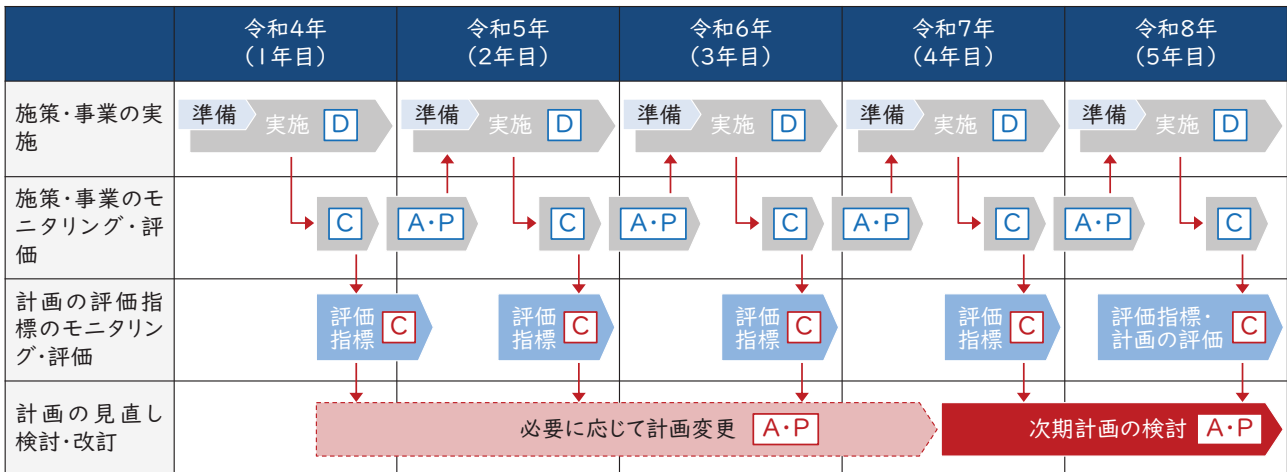 令和4年
(1年目)
令和5年
(2年目)
令和6年
(3年目)
令和7年
(4年目)
令和8年
(5年目)
施策・事業の実
施
準備 実施 D
準備 実施 D
準備 実施 D
準備 実施 D
準備 実施 D
施策・事業のモ
ニタリング・評
価
C
A・P
C
A・P
C
A・P
C
A・P
C
計画の評価指
標のモニタリン
グ・評価
評価
指標 C
評価
指標 C
評価
指標 C
評価
指標 C
評価指標・
計画の評価 C
計画の見直し
検討・改訂
必要に応じて計画変更 A・P
次期計画の検討 A・P